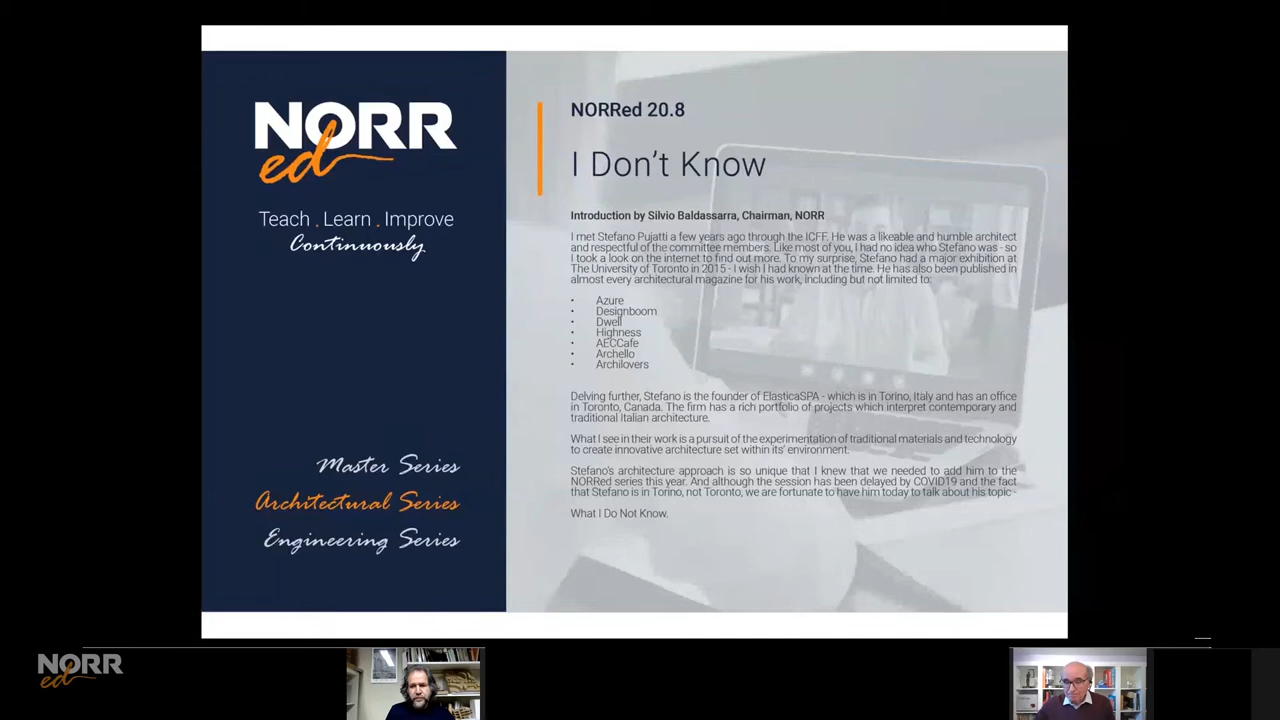 NORR
ed
Teach . Learn . Improve
Continuously
Master Series
Architectural Series
Engineering Series
NORRed 20.8
I Don't Know
Introduction by Silvio Baldassarra, Chairman, NORR
I met Stefano Pujatti a few years ago through the ICFF. He was a likeable and humble architect
and respectful of the committee members. Like most of you, I had no idea who Stefano was - so
I took a look on the internet to find out more. To my surprise, Stefano had a major exhibition at
The University of Toronto in 2015 - I wish I had known at the time. He has also been published in
almost every architectural magazine for his work, including but not limited to:
• Azure
• Designboom
• Dwell
• Highness
• AECCafe
• Archello
• Archilovers
Delving further, Stefano is the founder of ElasticaSPA - which is in Torino, Italy and has an office
in Toronto, Canada. The firm has a rich portfolio of projects which interpret contemporary and
traditional Italian architecture.
What I see in their work is a pursuit of the experimentation of traditional materials and technology
to create innovative architecture set within its' environment.
Stefano's architecture approach is so unique that I knew that we needed to add him to the
NORRed series this year. And although the session has been delayed by COVID19 and the fact
that Stefano is in Torino, not Toronto, we are fortunate to have him today to talk about his topic -
What I Do Not Know.
NORR
ed